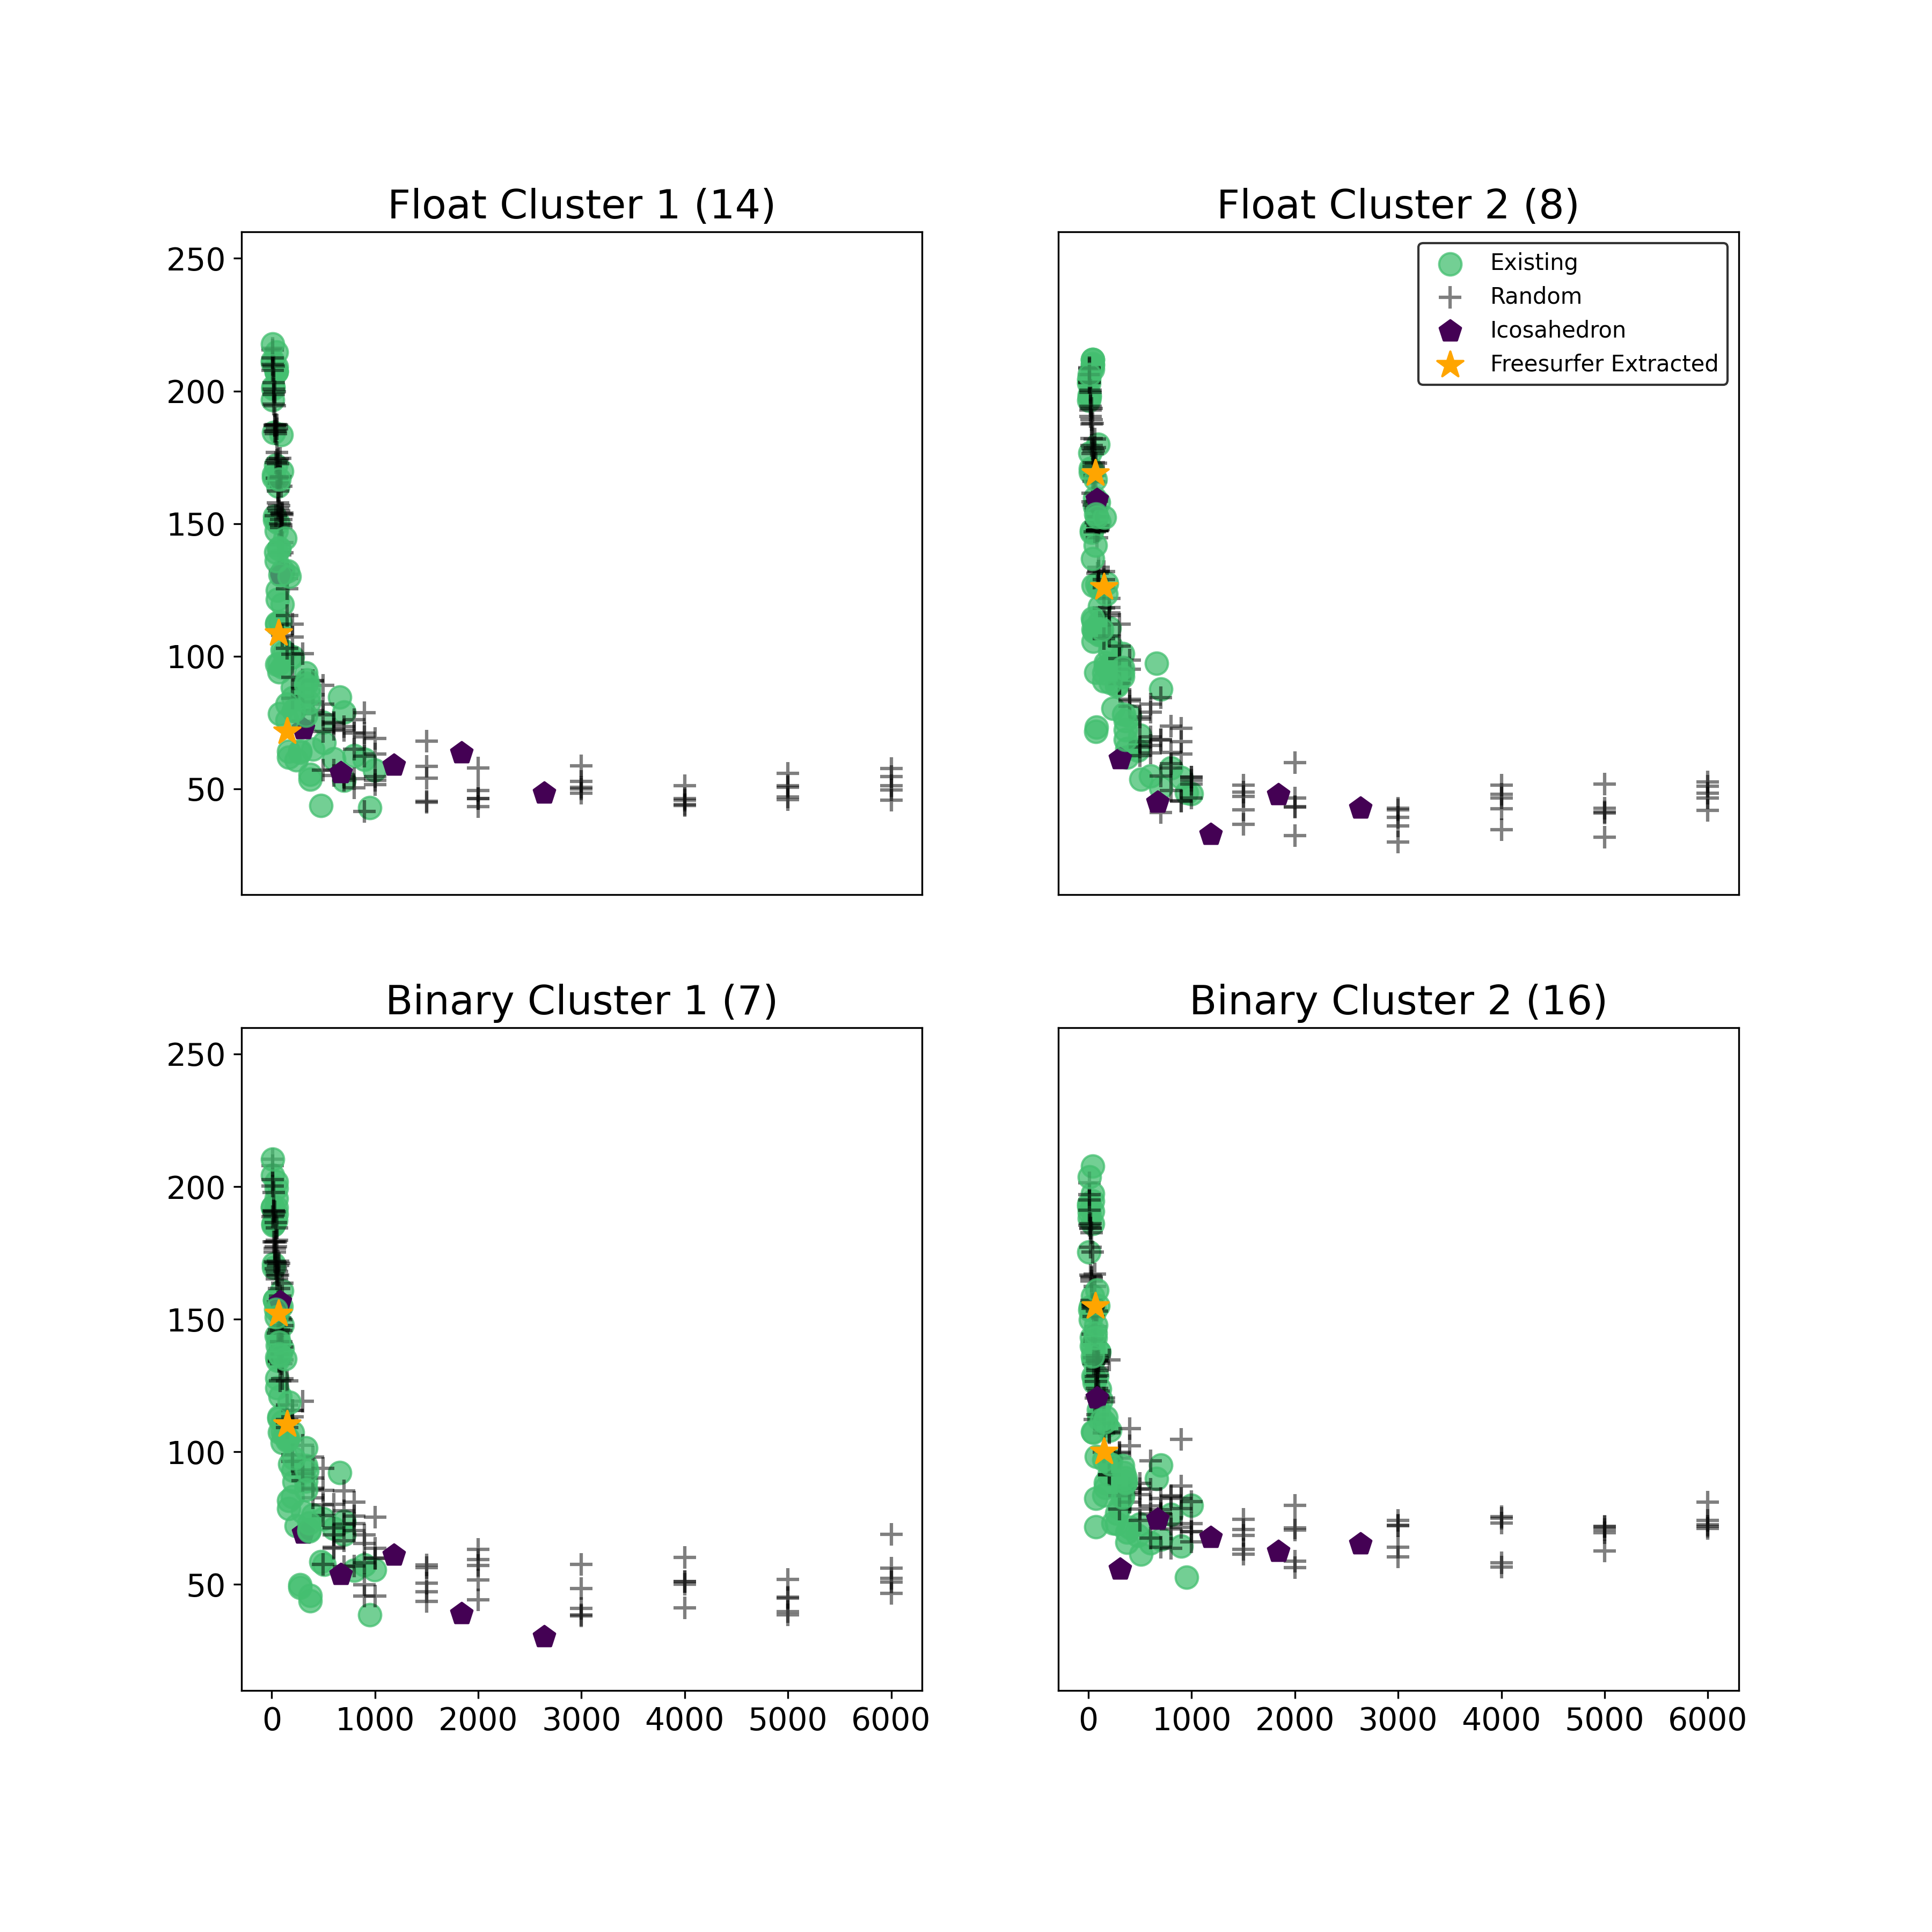 Float Cluster 1 (14)
Float Cluster 2 (8)
250
200
150
100
50
Existing
Random
Icosahedron
Freesurfer Extracted
Binary Cluster 1 (7)
Binary Cluster 2 (16)
250
200
150
100
50
0 1000 2000 3000 4000 5000 6000
0 1000 2000 3000 4000 5000 6000